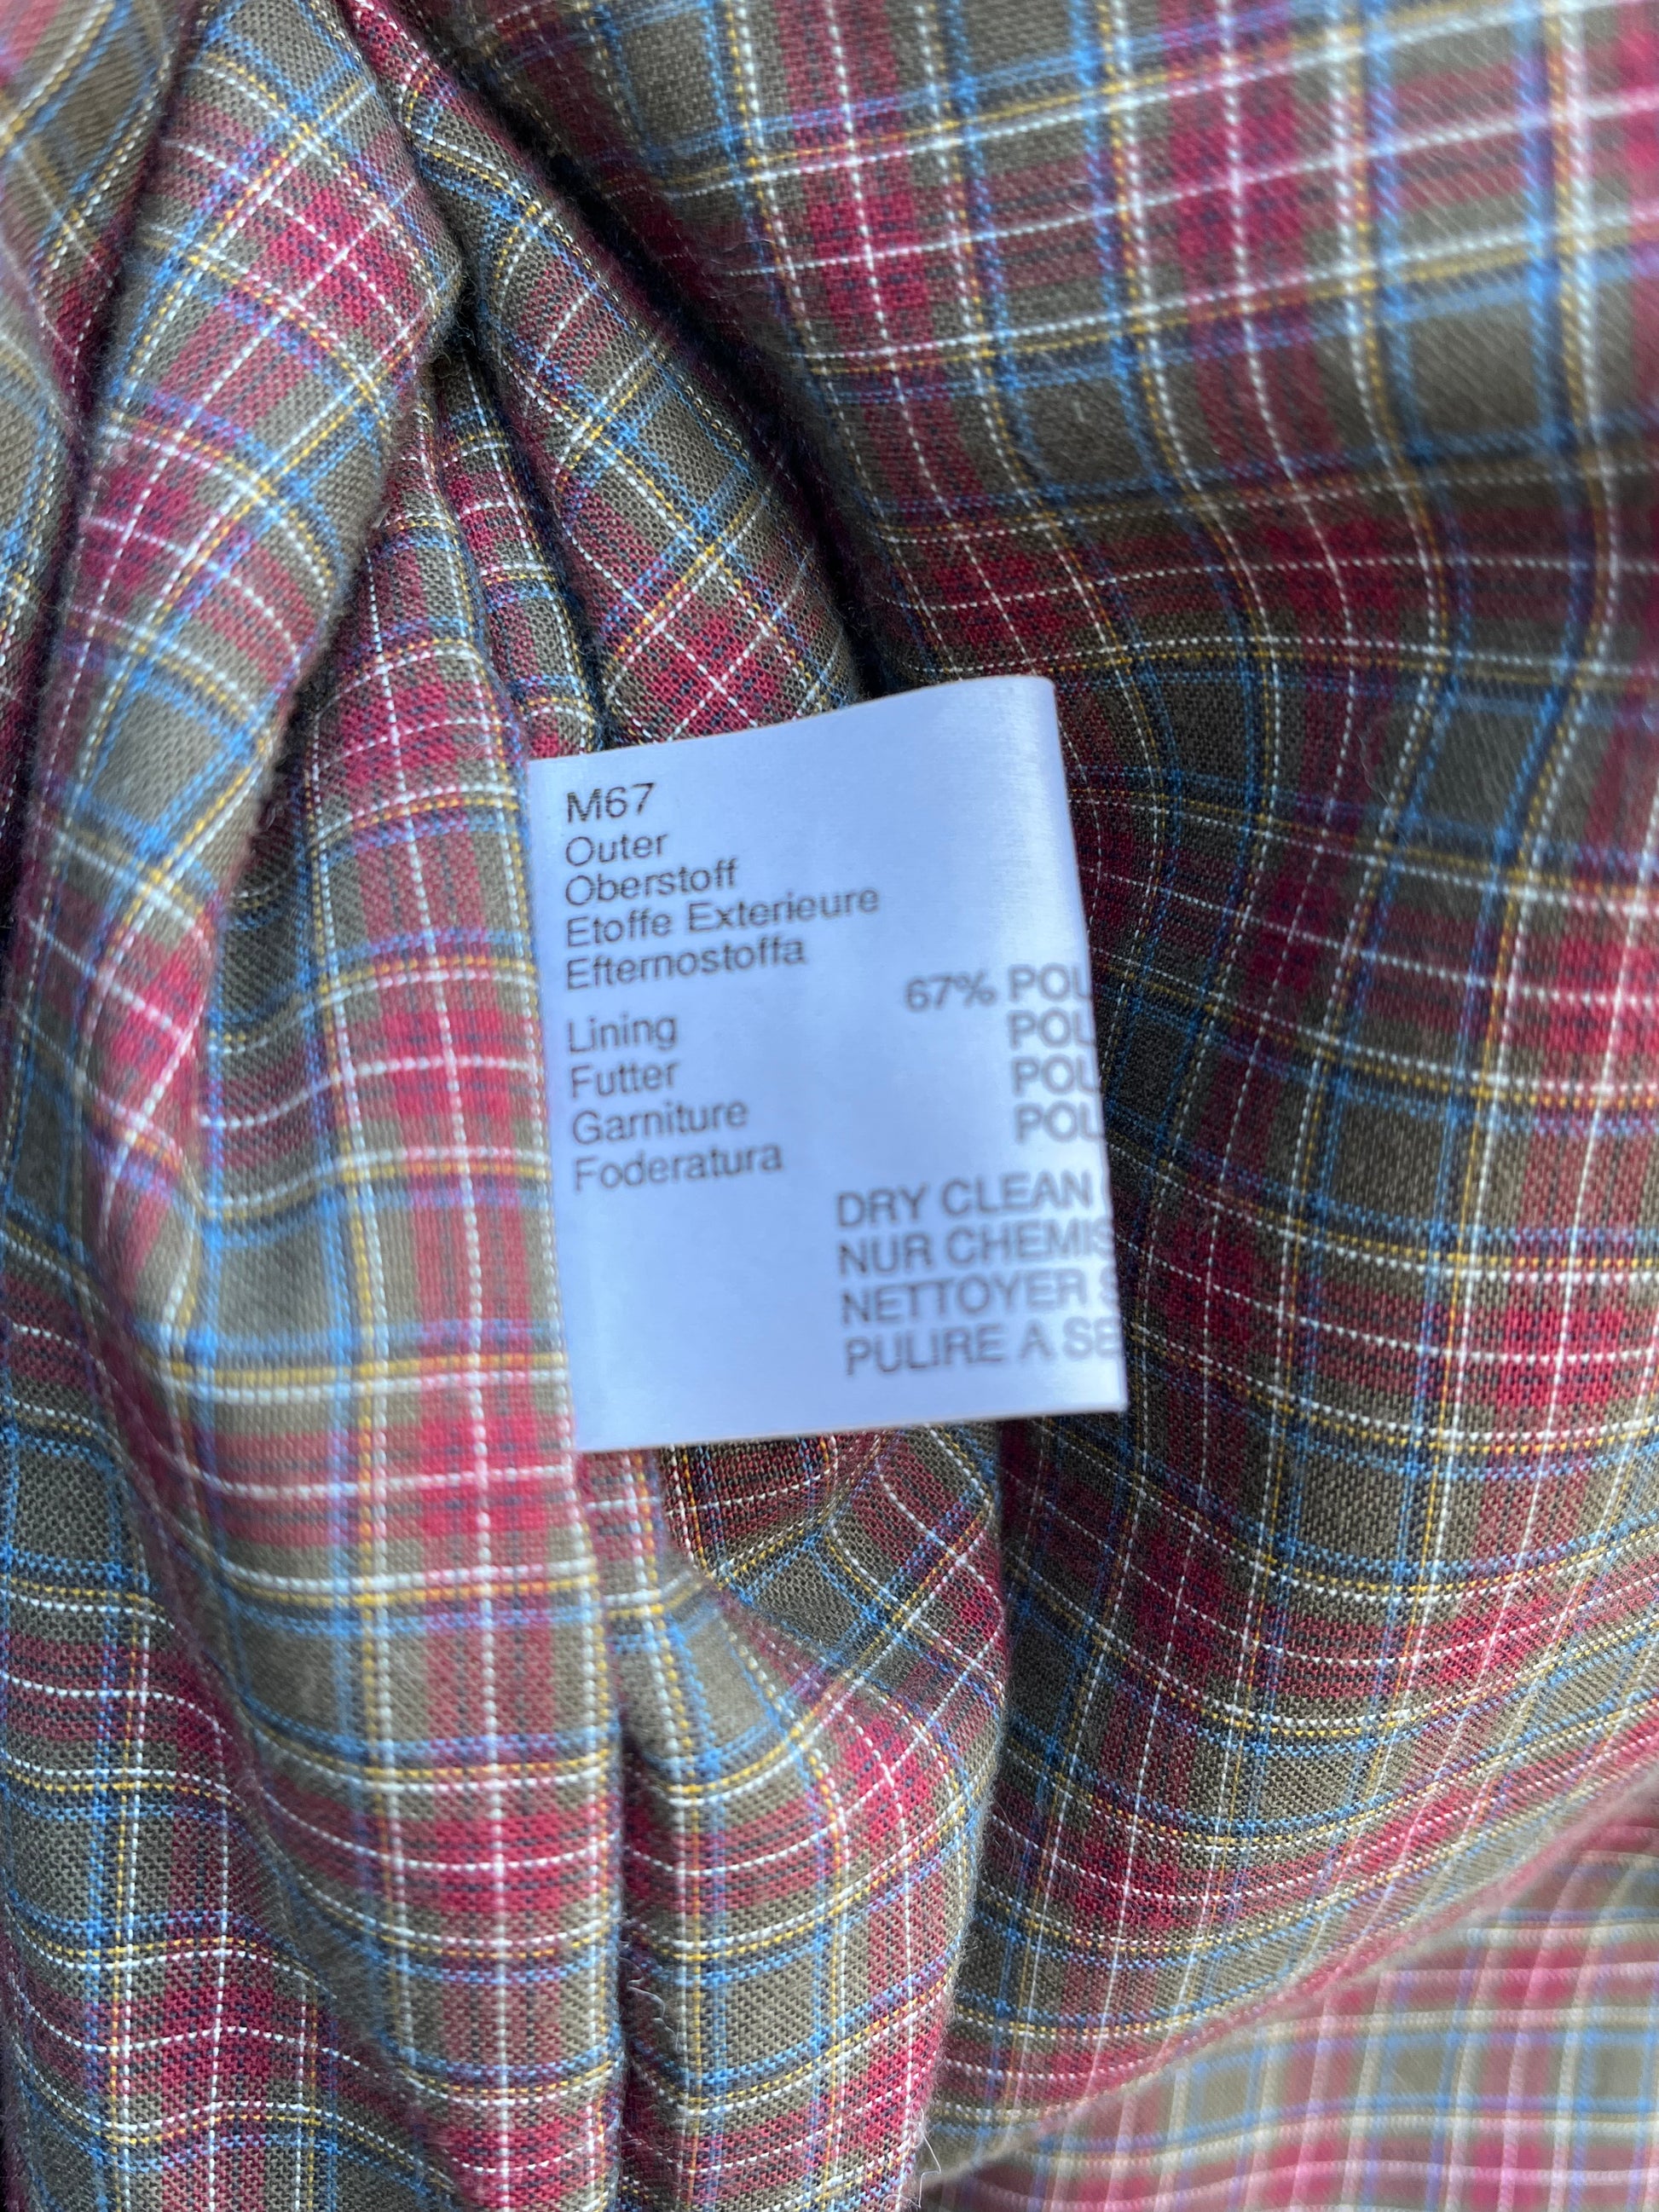 M67
Outer
Oberstoff
Etoffe Exterieure
Efternostoffa
67% POU
Lining POU
Futter POU
Garniture POU
Foderatura
DRY CLEAN
NUR CHEMIS
NETTOYER S
PULIRE A SE